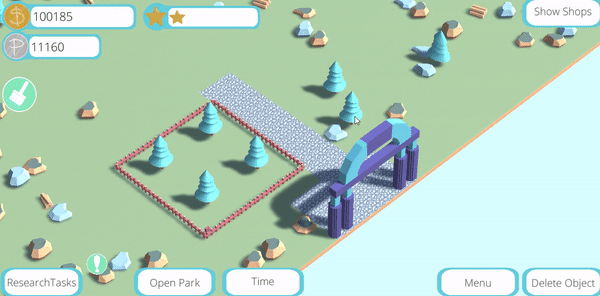 100185
Show Shops
11160
ResearchTasks
Open Park
Time
Menu
Delete Object